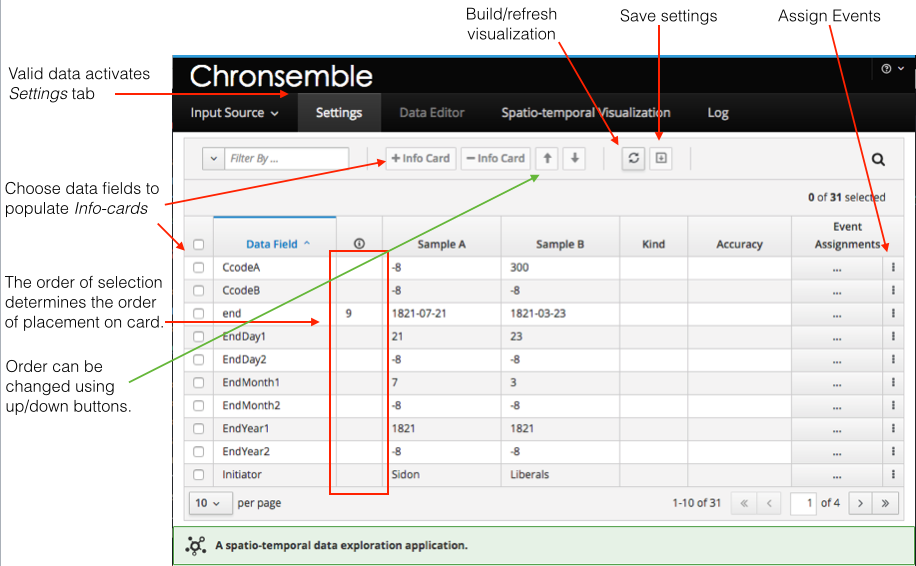 Build/refresh
visualization
Save settings
Assign Events
Valid data activates
Settings tab
Choose data fields to
populate Info-cards
The order of selection
determines the order
of placement on card.
Order can be
changed using
up/down buttons.
Chronsemble
Input Source
Settings
Data Editor
Spatio-temporal Visualization
Log
Filter By ...
+ Info Card
− Info Card
0 of 31 selected
Data Field
Sample A
Sample B
Kind
Accuracy
Event
Assignments
CcodeA -8 300 ...
CcodeB -8 -8 ...
end 9 1821-07-21 1821-03-23 ...
EndDay1 21 23 ...
EndDay2 -8 -8 ...
EndMonth1 7 3 ...
EndMonth2 -8 -8 ...
EndYear1 1821 1821 ...
EndYear2 -8 -8 ...
Initiator Sidon Liberals ...
10 per page
1-10 of 31
« ‹ 1 of 4 › »
A spatio-temporal data exploration application.